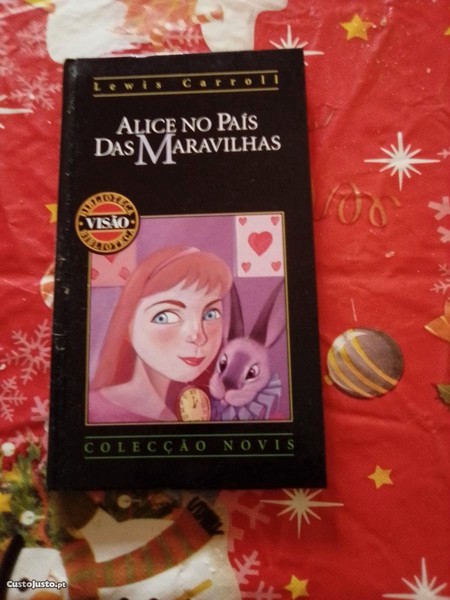 Lewis Carroll
ALICE NO PAÍS
DAS MARAVILHAS
BIBLIOTECA
VISÃO
BIBLIOTECA
COLECÇÃO NOVIS
CustoJusto.pt